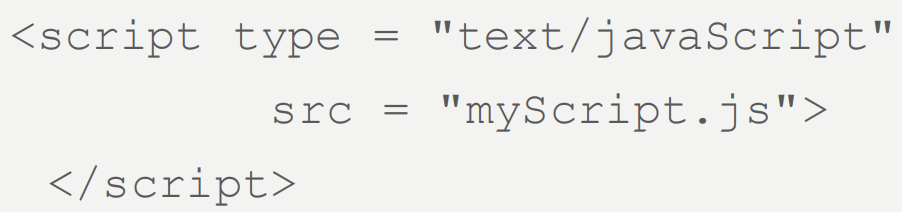 <script type = "text/javaScript"
src = "myScript.js">
</script>